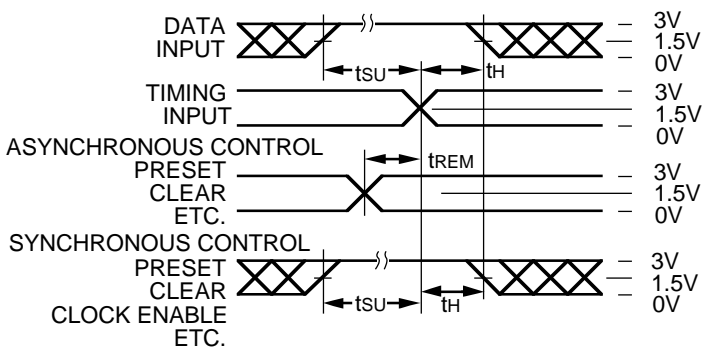 DATA
INPUT
3V
1.5V
0V
tSU
tH
TIMING
INPUT
3V
1.5V
0V
ASYNCHRONOUS CONTROL
PRESET
CLEAR
ETC.
tREM
3V
1.5V
0V
SYNCHRONOUS CONTROL
PRESET
CLEAR
CLOCK ENABLE
ETC.
3V
1.5V
0V
tSU
tH